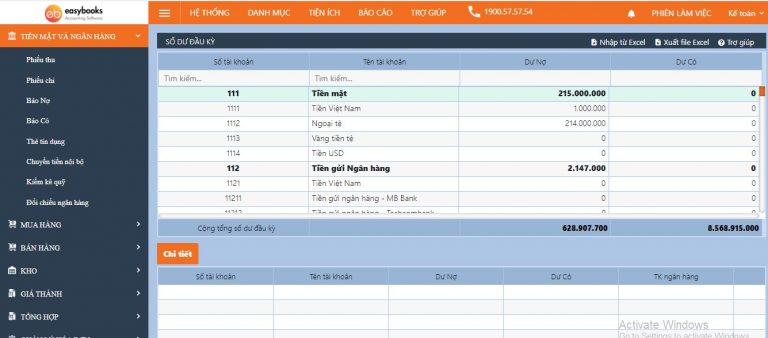 easybooks
Accounting Software
HỆ THỐNG DANH MỤC TIỆN ÍCH BÁO CÁO TRỢ GIÚP 1900.57.57.54 PHIÊN LÀM VIỆC Kế toán
TIỀN MẶT VÀ NGÂN HÀNG
Phiếu thu
Phiếu chi
Báo Nợ
Báo Có
Thẻ tín dụng
Chuyển tiền nội bộ
Kiểm kê quỹ
Đối chiếu ngân hàng
MUA HÀNG
BÁN HÀNG
KHO
GIÁ THÀNH
TỔNG HỢP
SỐ DƯ ĐẦU KỲ Nhập từ Excel Xuất file Excel Trợ giúp
Số tài khoản Tên tài khoản Dư Nợ Dư Có
Tìm kiếm... Tìm kiếm...
111 Tiền mặt 215.000.000 0
1111 Tiền Việt Nam 1.000.000 0
1112 Ngoại tệ 214.000.000 0
1113 Vàng tiền tệ 0 0
1114 Tiền USD 0 0
112 Tiền gửi Ngân hàng 2.147.000 0
1121 Tiền Việt Nam 0 0
11211 Tiền gửi ngân hàng - MB Bank 0 0
11212 Tiền gửi ngân hàng - Techcombank 0 0
Cộng tổng số dư đầu kỳ 628.907.700 8.568.915.000
Chi tiết
Số tài khoản Tên tài khoản Dư Nợ Dư Có TK ngân hàng
Activate Windows
Go to Settings to activate Windows